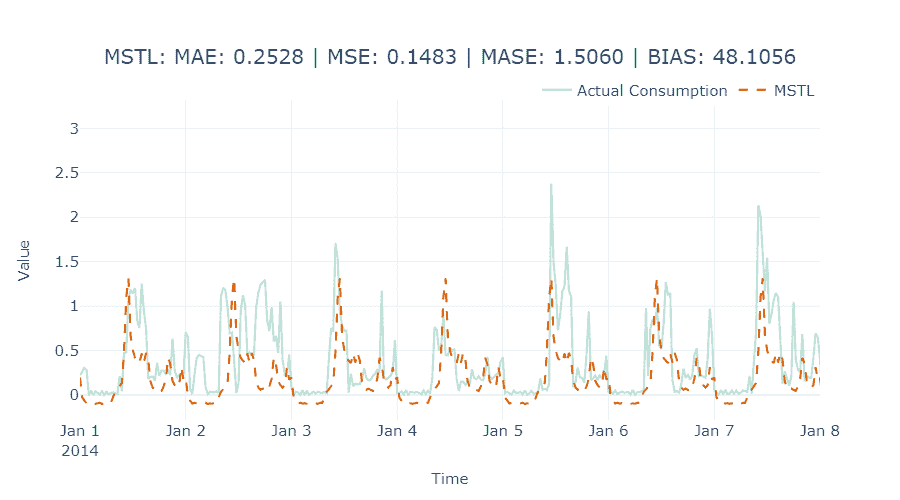 MSTL: MAE: 0.2528 | MSE: 0.1483 | MASE: 1.5060 | BIAS: 48.1056
Actual Consumption MSTL
3
2.5
2
1.5
1
0.5
0
Value
Jan 1 Jan 2 Jan 3 Jan 4 Jan 5 Jan 6 Jan 7 Jan 8
2014
Time